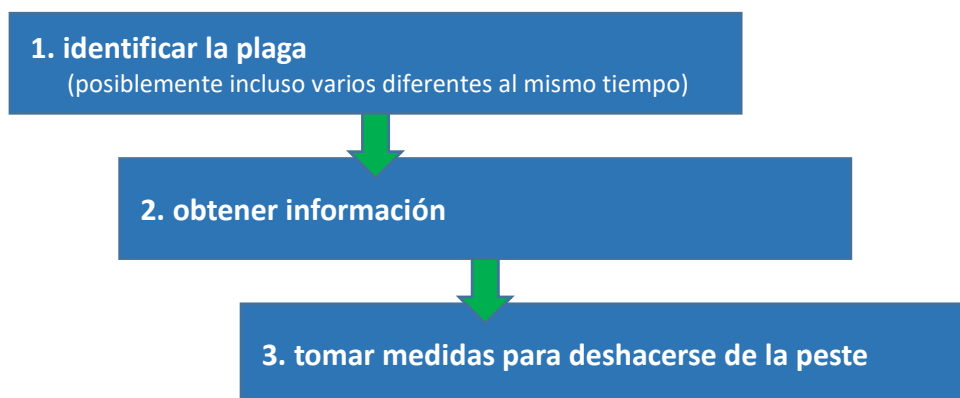 1. identificar la plaga
(posiblemente incluso varios diferentes al mismo tiempo)
2. obtener información
3. tomar medidas para deshacerse de la peste